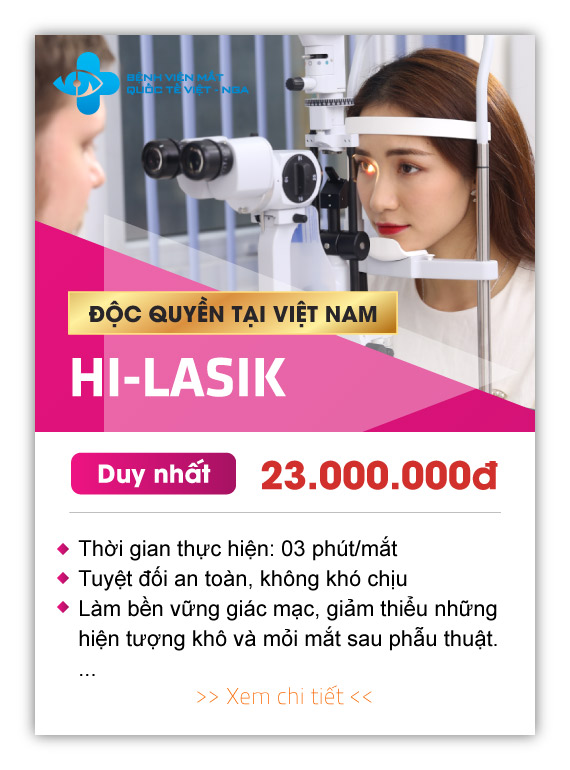 BỆNH VIỆN MẮT
QUỐC TẾ VIỆT - NGA
ĐỘC QUYỀN TẠI VIỆT NAM
HI-LASIK
Duy nhất 23.000.000đ
Thời gian thực hiện: 03 phút/mắt
Tuyệt đối an toàn, không khó chịu
Làm bền vững giác mạc, giảm thiểu những
hiện tượng khô và mỏi mắt sau phẫu thuật.
...
>> Xem chi tiết <<